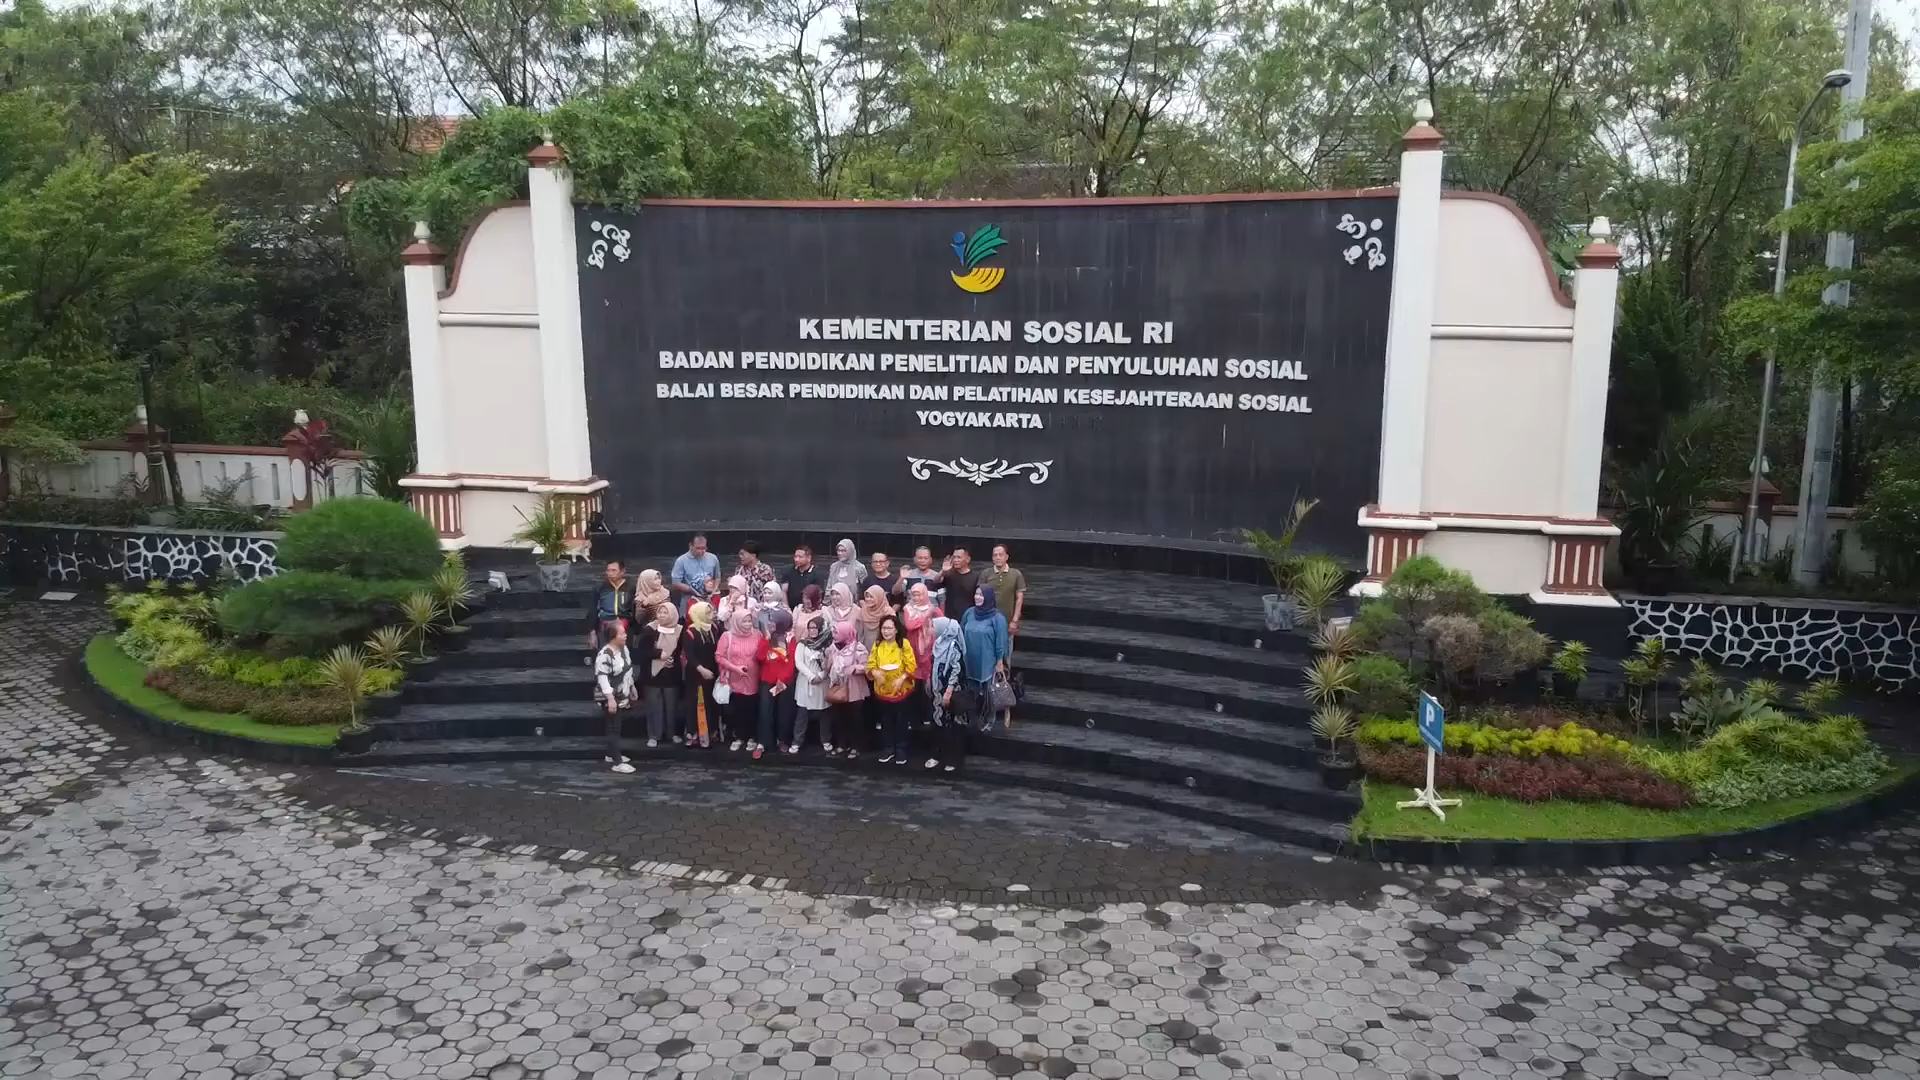 KEMENTERIAN SOSIAL RI
BADAN PENDIDIKAN PENELITIAN DAN PENYULUHAN SOSIAL
BALAI BESAR PENDIDIKAN DAN PELATIHAN KESEJAHTERAAN SOSIAL
YOGYAKARTA
P